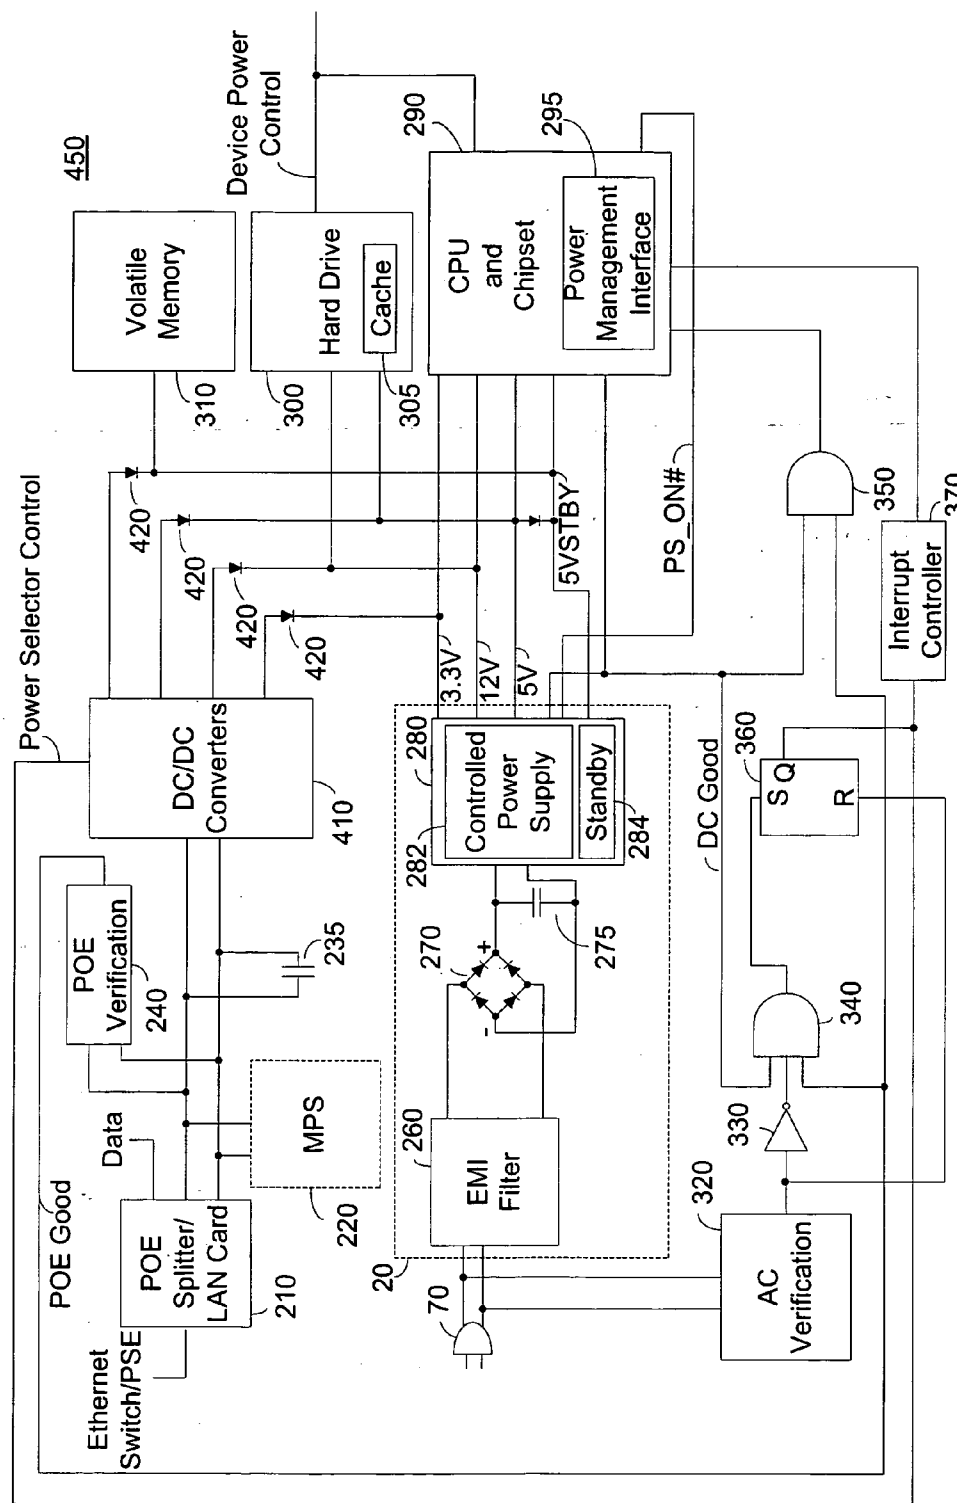 450
Power Selector Control
POE Good
Ethernet
Switch/PSE
Data
POE
Splitter/
LAN Card
210
MPS
220
POE
Verification
240
235
DC/DC
Converters
410
420
420
420
420
Volatile
Memory
310
Hard Drive
Cache
300
305
Device Power
Control
20
70
EMI
Filter
260
270
+
-
275
280
282
Controlled
Power
Supply
Standby
284
3.3V
12V
5V
5VSTBY
PS_ON#
CPU
and
Chipset
290
Power
Management
Interface
295
AC
Verification
320
330
340
DC Good
S
Q
R
360
350
Interrupt
Controller
370